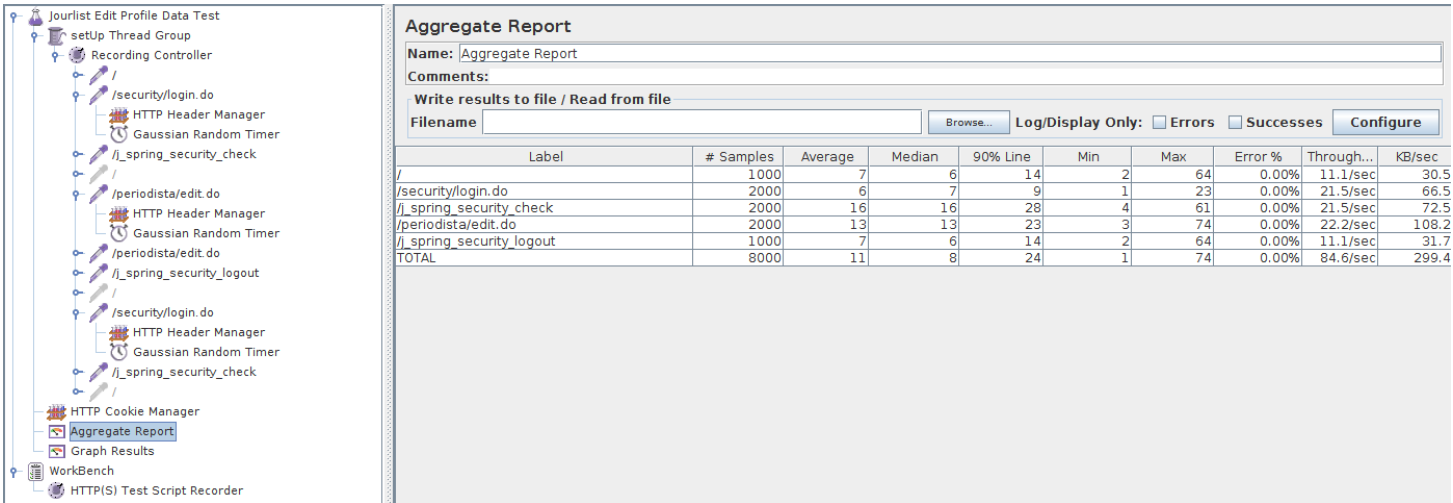 Jourlist Edit Profile Data Test
setUp Thread Group
Recording Controller
/
/security/login.do
HTTP Header Manager
Gaussian Random Timer
/j_spring_security_check
/
/periodista/edit.do
HTTP Header Manager
Gaussian Random Timer
/periodista/edit.do
/j_spring_security_logout
/
/security/login.do
HTTP Header Manager
Gaussian Random Timer
/j_spring_security_check
/
HTTP Cookie Manager
Aggregate Report
Graph Results
WorkBench
HTTP(S) Test Script Recorder
Aggregate Report
Name: Aggregate Report
Comments:
Write results to file / Read from file
Filename Browse... Log/Display Only: Errors Successes Configure
Label # Samples Average Median 90% Line Min Max Error % Through... KB/sec
/ 1000 7 6 14 2 64 0.00% 11.1/sec 30.5
/security/login.do 2000 6 7 9 1 23 0.00% 21.5/sec 66.5
/j_spring_security_check 2000 16 16 28 4 61 0.00% 21.5/sec 72.5
/periodista/edit.do 2000 13 13 23 3 74 0.00% 22.2/sec 108.2
/j_spring_security_logout 1000 7 6 14 2 64 0.00% 11.1/sec 31.7
TOTAL 8000 11 8 24 1 74 0.00% 84.6/sec 299.4